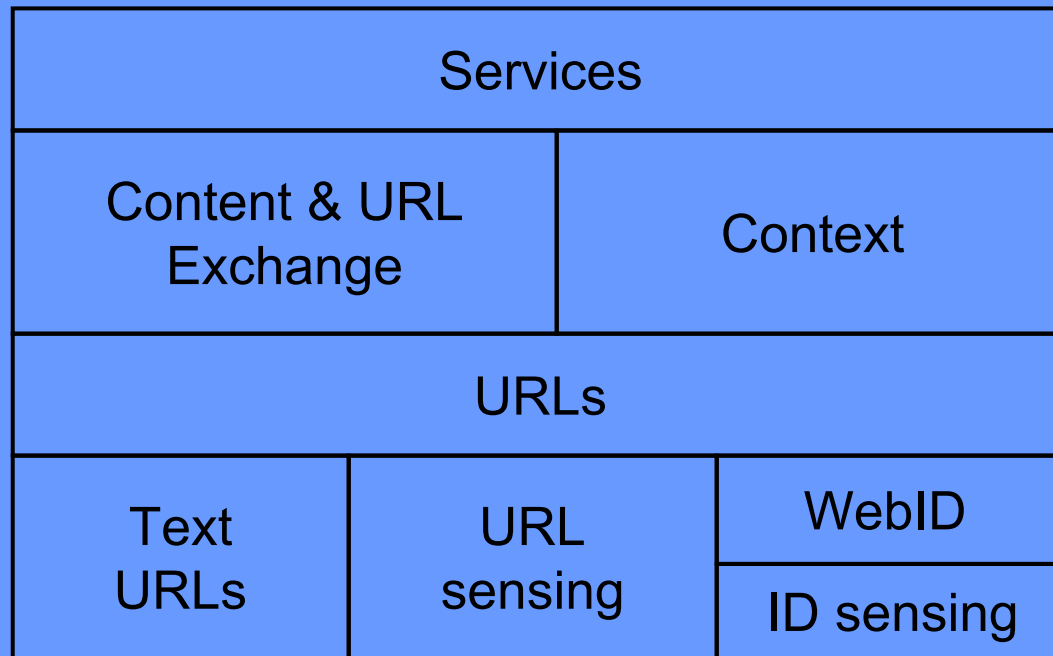 Services
Content & URL
Exchange
Context
URLs
Text
URLs
URL
sensing
WebID
ID sensing